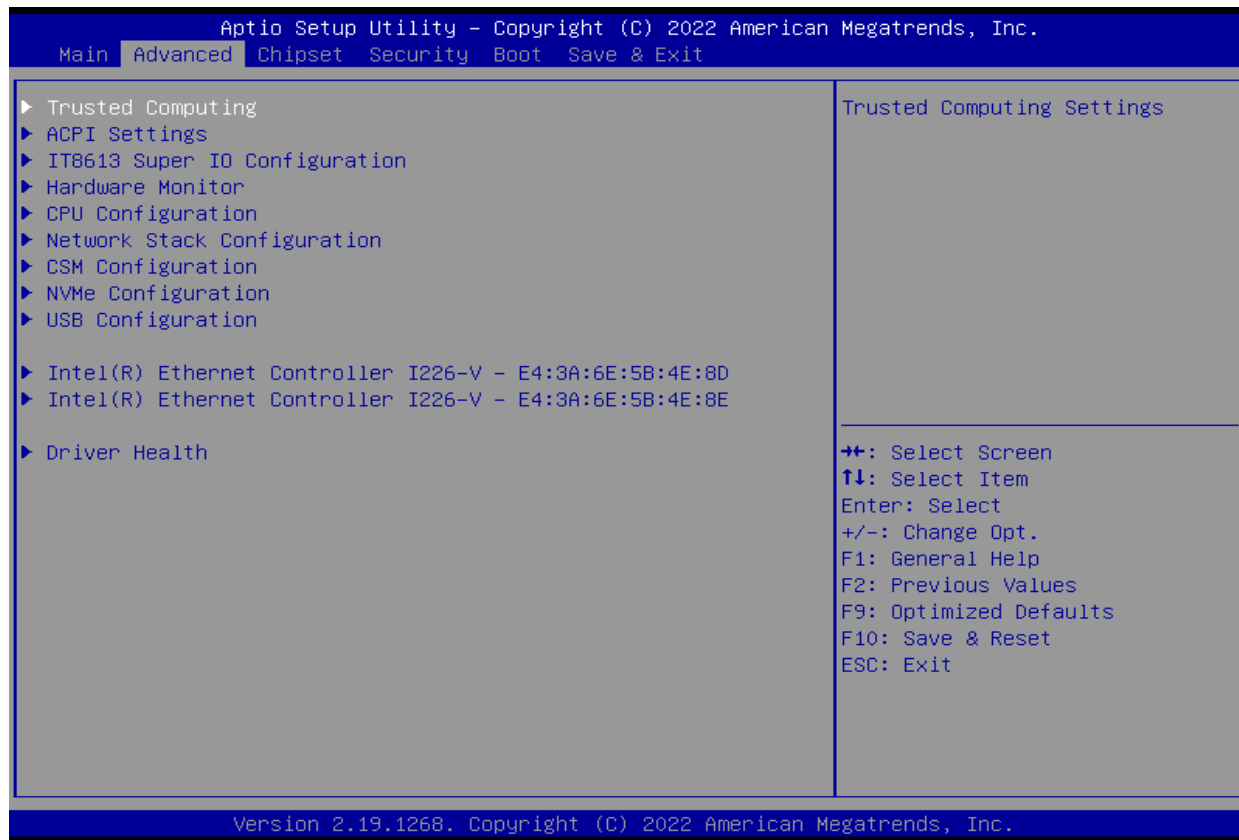 Aptio Setup Utility – Copyright (C) 2022 American Megatrends, Inc.
Main Advanced Chipset Security Boot Save & Exit
► Trusted Computing
► ACPI Settings
► IT8613 Super IO Configuration
► Hardware Monitor
► CPU Configuration
► Network Stack Configuration
► CSM Configuration
► NVMe Configuration
► USB Configuration
► Intel(R) Ethernet Controller I226-V – E4:3A:6E:5B:4E:8D
► Intel(R) Ethernet Controller I226-V – E4:3A:6E:5B:4E:8E
► Driver Health
Trusted Computing Settings
→←: Select Screen
↑↓: Select Item
Enter: Select
+/-: Change Opt.
F1: General Help
F2: Previous Values
F9: Optimized Defaults
F10: Save & Reset
ESC: Exit
Version 2.19.1268. Copyright (C) 2022 American Megatrends, Inc.